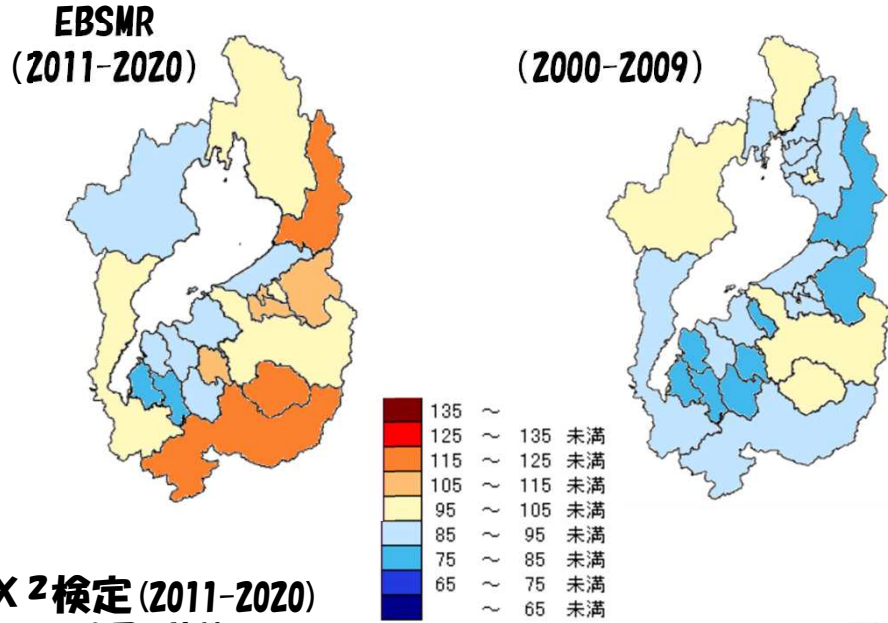 EBSMR
(2011-2020)
(2000-2009)
135 ～
125 ～ 135 未満
115 ～ 125 未満
105 ～ 115 未満
95 ～ 105 未満
85 ～ 95 未満
75 ～ 85 未満
65 ～ 75 未満
～ 65 未満
X²検定(2011-2020)